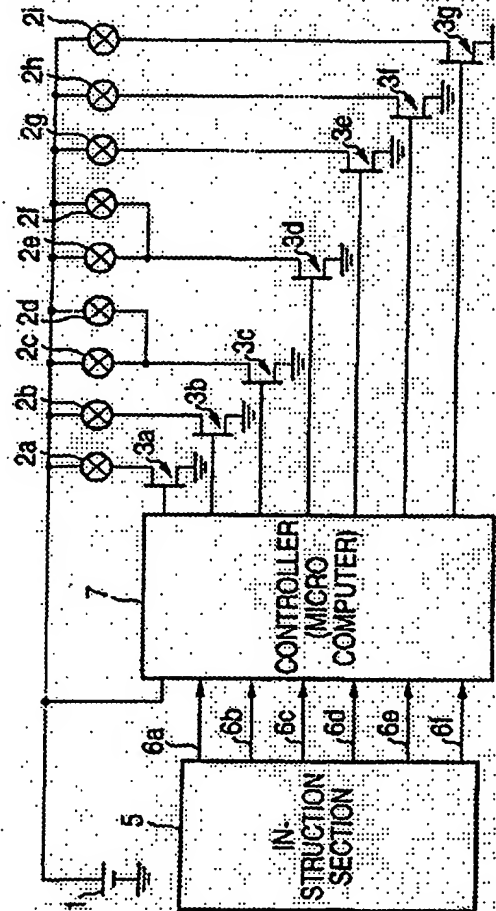 1
5
IN-
STRUCTION
SECTION
6a
6b
6c
6d
6e
6f
7
CONTROLLER
(MICRO
COMPUTER)
2a
2b
2c
2d
2e
2f
2g
2h
2i
3a
3b
3c
3d
3e
3f
3g